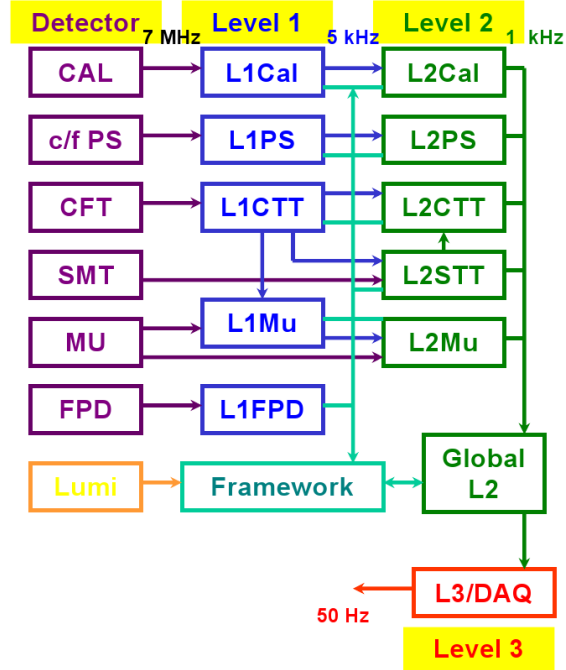 Detector 7 MHz Level 1 5 kHz Level 2 1 kHz
CAL L1Cal L2Cal
c/f PS L1PS L2PS
CFT L1CTT L2CTT
SMT L2STT
MU L1Mu L2Mu
FPD L1FPD
Lumi Framework Global
L2
L3/DAQ
50 Hz
Level 3